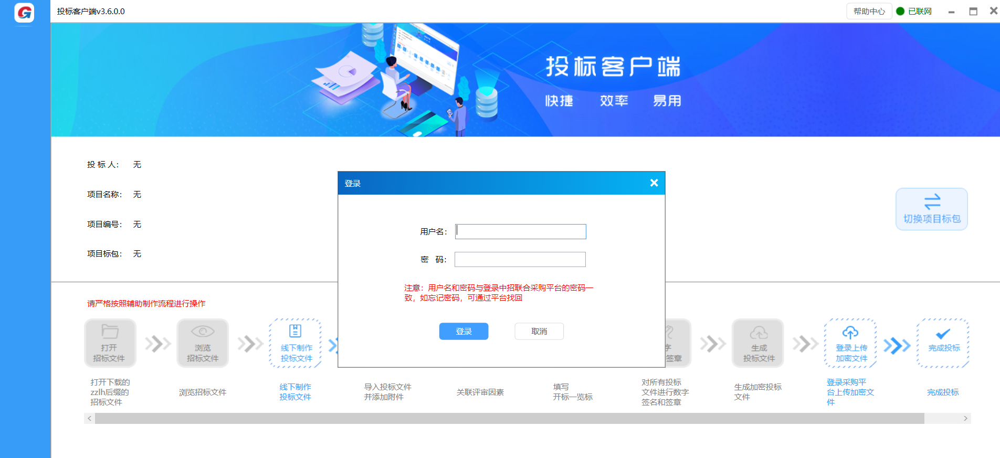 投标客户端v3.6.0.0
帮助中心
已联网
投标客户端
快捷 效率 易用
投 标 人： 无
项目名称： 无
项目编号： 无
项目标包： 无
切换项目标包
登录
用户名：
密 码：
注意：用户名和密码与登录中招联合采购平台的密码一
致，如忘记密码，可通过平台找回
登录
取消
请严格按照辅助制作流程进行操作
打开
招标文件
浏览
招标文件
线下制作
投标文件
字
签章
生成
投标文件
登录上传
加密文件
完成投标
打开下载的
zzlh后缀的
招标文件
浏览招标文件
线下制作
投标文件
导入投标文件
并添加附件
关联评审因素
填写
开标一览标
对所有投标
文件进行数字
签名和签章
生成加密投标
文件
登录采购平
台上传加密文
件
完成投标